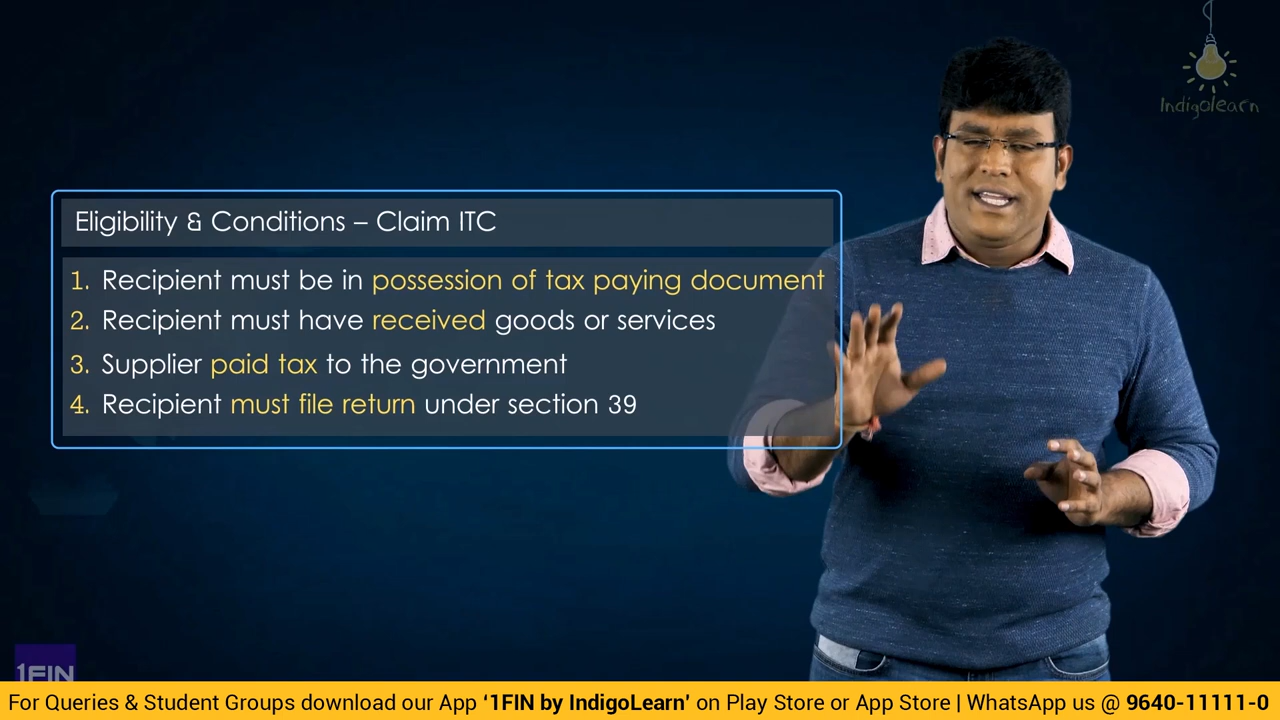 Indigolearn
Eligibility & Conditions – Claim ITC
1. Recipient must be in possession of tax paying document
2. Recipient must have received goods or services
3. Supplier paid tax to the government
4. Recipient must file return under section 39
1FIN
For Queries & Student Groups download our App ‘1FIN by IndigoLearn’ on Play Store or App Store | WhatsApp us @ 9640-11111-0